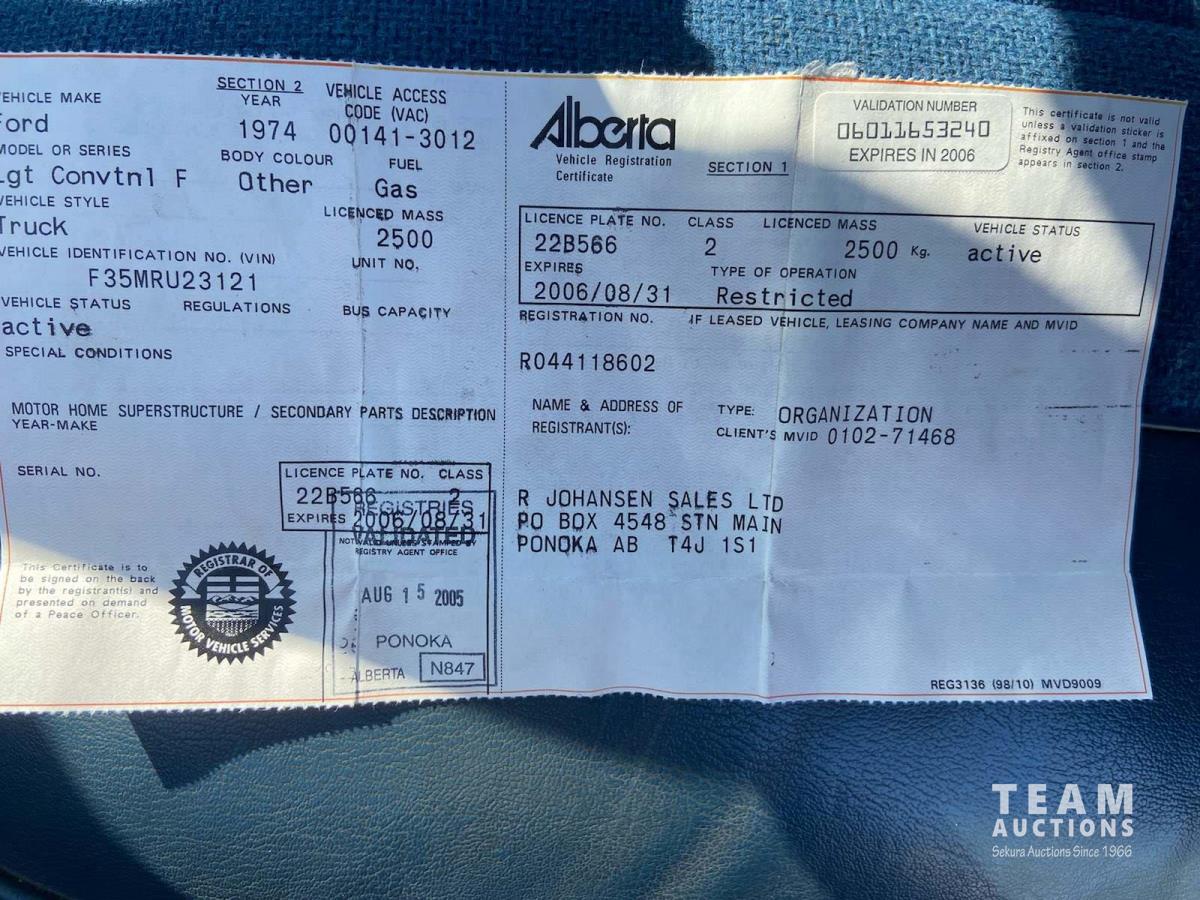 SECTION 2
VEHICLE MAKE
Ford
YEAR
1974
VEHICLE ACCESS
CODE (VAC)
00141-3012
MODEL OR SERIES
Lgt Convtnl F
BODY COLOUR
Other
FUEL
Gas
VEHICLE STYLE
Truck
LICENCED MASS
2500
VEHICLE IDENTIFICATION NO. (VIN)
F35MRU23121
UNIT NO.
VEHICLE STATUS
active
REGULATIONS
BUS CAPACITY
SPECIAL CONDITIONS
MOTOR HOME SUPERSTRUCTURE / SECONDARY PARTS DESCRIPTION
YEAR-MAKE
SERIAL NO.
LICENCE PLATE NO. CLASS
22B566 2
EXPIRES 2006/08/31
REGISTRIES
VALIDATED
NOT VALID UNLESS STAMPED BY
REGISTRY AGENT OFFICE
AUG 15 2005
PONOKA
ALBERTA N847
This Certificate is to
be signed on the back
by the registrant(s) and
presented on demand
of a Peace Officer.
REGISTRAR OF
MOTOR VEHICLE SERVICES
Alberta
Vehicle Registration
Certificate
SECTION 1
VALIDATION NUMBER
06011653240
EXPIRES IN 2006
This certificate is not valid
unless a validation sticker is
affixed on section 1 and the
Registry Agent office stamp
appears in section 2.
LICENCE PLATE NO. CLASS LICENCED MASS VEHICLE STATUS
22B566 2 2500 Kg. active
EXPIRES TYPE OF OPERATION
2006/08/31 Restricted
REGISTRATION NO. IF LEASED VEHICLE, LEASING COMPANY NAME AND MVID
R044118602
NAME & ADDRESS OF
REGISTRANT(S):
TYPE: ORGANIZATION
CLIENT'S MVID 0102-71468
R JOHANSEN SALES LTD
PO BOX 4548 STN MAIN
PONOKA AB T4J 1S1
REG3136 (98/10) MVD9009
TEAM
AUCTIONS
Sekura Auctions Since 1966